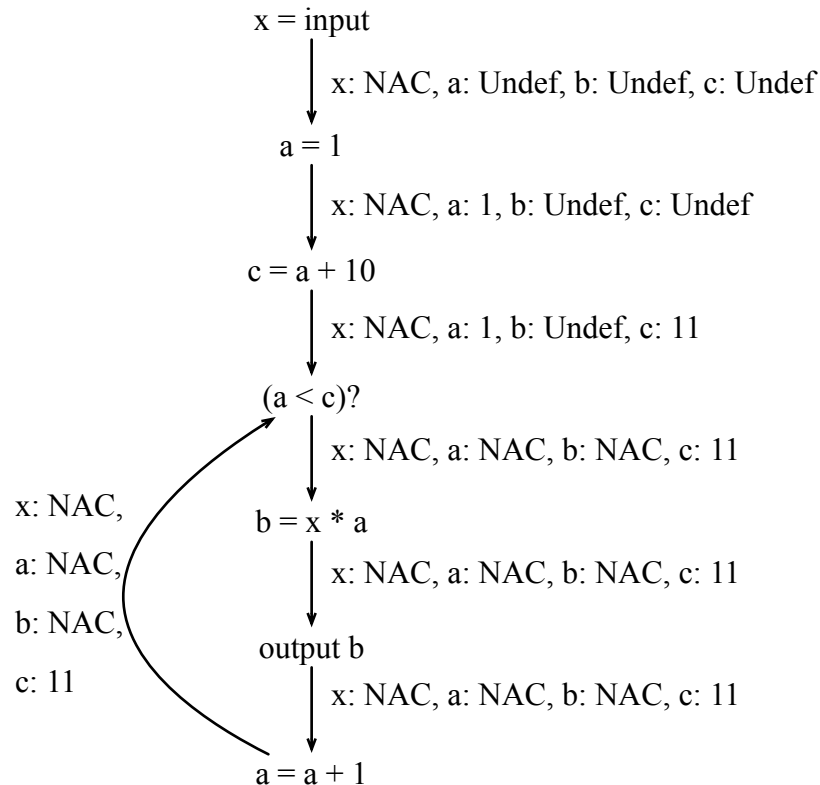 x = input
x: NAC, a: Undef, b: Undef, c: Undef
a = 1
x: NAC, a: 1, b: Undef, c: Undef
c = a + 10
x: NAC, a: 1, b: Undef, c: 11
(a < c)?
x: NAC, a: NAC, b: NAC, c: 11
b = x * a
x: NAC, a: NAC, b: NAC, c: 11
output b
x: NAC, a: NAC, b: NAC, c: 11
a = a + 1
x: NAC,
a: NAC,
b: NAC,
c: 11